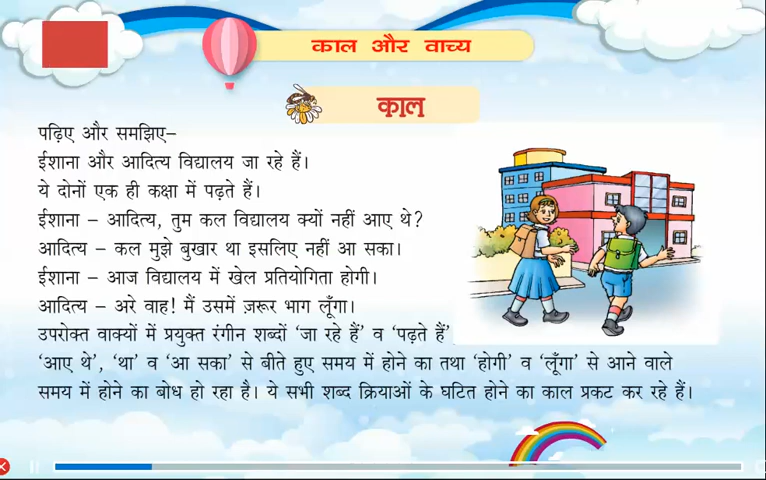 काल और वाच्य
काल
पढ़िए और समझिए–
ईशाना और आदित्य विद्यालय जा रहे हैं।
ये दोनों एक ही कक्षा में पढ़ते हैं।
ईशाना – आदित्य, तुम कल विद्यालय क्यों नहीं आए थे?
आदित्य – कल मुझे बुखार था इसलिए नहीं आ सका।
ईशाना – आज विद्यालय में खेल प्रतियोगिता होगी।
आदित्य – अरे वाह! मैं उसमें ज़रूर भाग लूँगा।
उपरोक्त वाक्यों में प्रयुक्त रंगीन शब्दों ‘जा रहे हैं’ व ‘पढ़ते हैं’
‘आए थे’, ‘था’ व ‘आ सका’ से बीते हुए समय में होने का तथा ‘होगी’ व ‘लूँगा’ से आने वाले
समय में होने का बोध हो रहा है। ये सभी शब्द क्रियाओं के घटित होने का काल प्रकट कर रहे हैं।